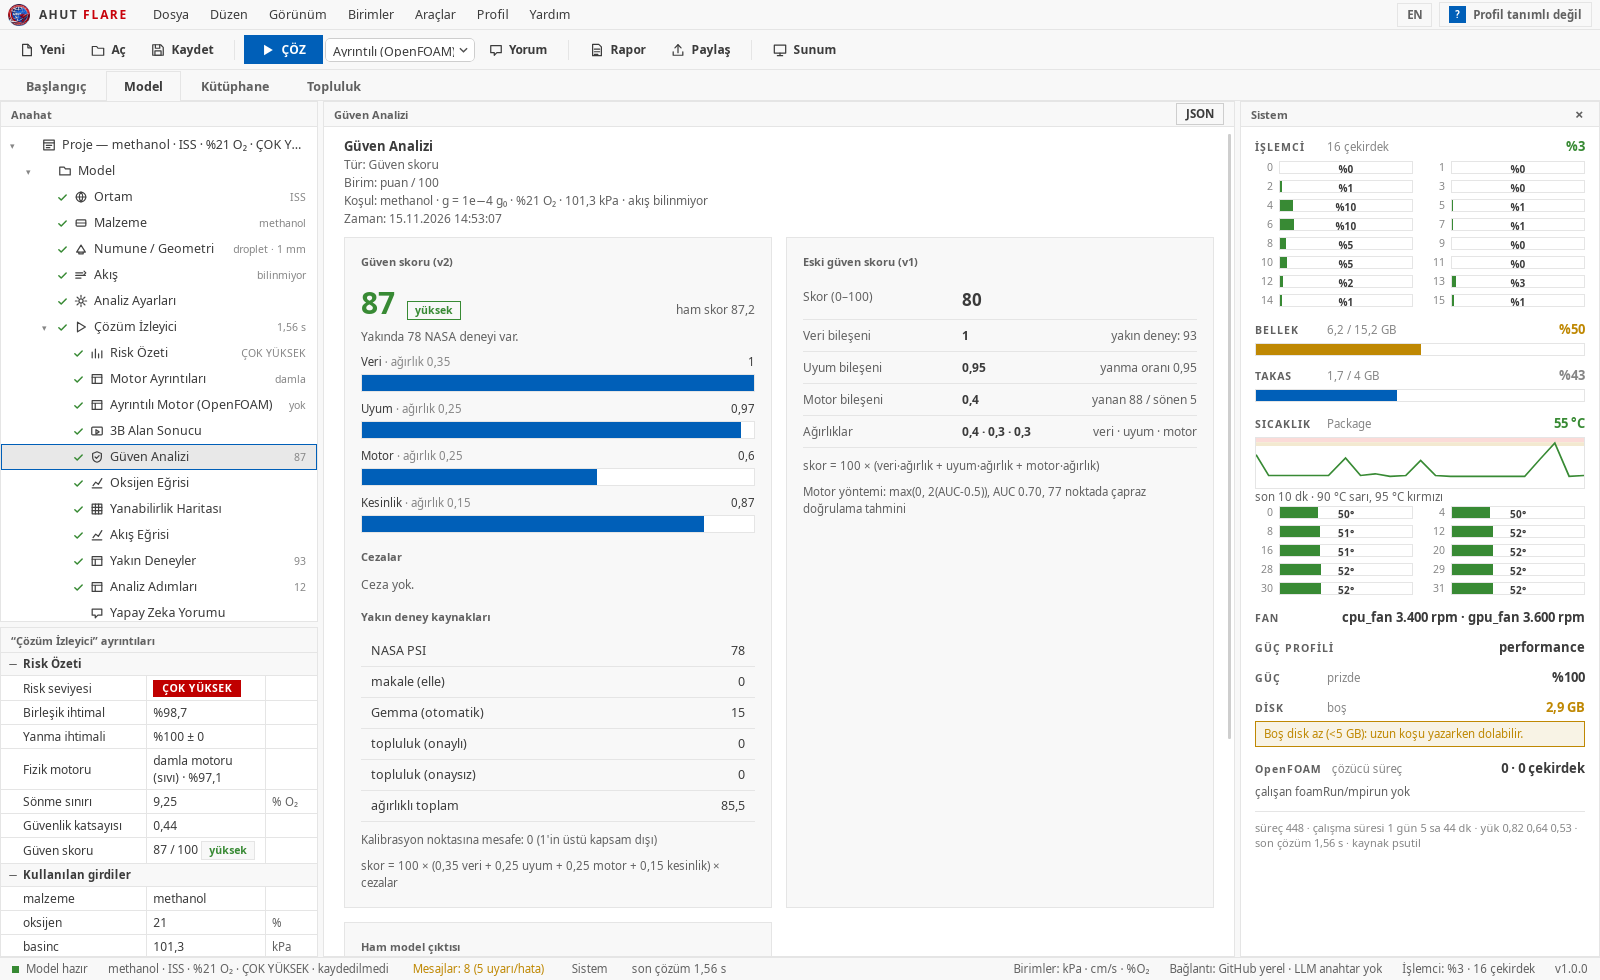 AHUT FLARE Dosya Düzen Görünüm Birimler Araçlar Profil Yardım EN ? Profil tanımlı değil
Yeni Aç Kaydet ÇÖZ Ayrıntılı (OpenFOAM) Yorum Rapor Paylaş Sunum
Başlangıç Model Kütüphane Topluluk
Anahat
Proje — methanol · ISS · %21 O₂ · ÇOK Y...
Model
Ortam ISS
Malzeme methanol
Numune / Geometri droplet · 1 mm
Akış bilinmiyor
Analiz Ayarları
Çözüm İzleyici 1,56 s
Risk Özeti ÇOK YÜKSEK
Motor Ayrıntıları damla
Ayrıntılı Motor (OpenFOAM) yok
3B Alan Sonucu
Güven Analizi 87
Oksijen Eğrisi
Yanabilirlik Haritası
Akış Eğrisi
Yakın Deneyler 93
Analiz Adımları 12
Yapay Zeka Yorumu
“Çözüm İzleyici” ayrıntıları
— Risk Özeti
Risk seviyesi ÇOK YÜKSEK
Birleşik ihtimal %98,7
Yanma ihtimali %100 ± 0
Fizik motoru damla motoru (sıvı) · %97,1
Sönme sınırı 9,25 % O₂
Güvenlik katsayısı 0,44
Güven skoru 87 / 100 yüksek
— Kullanılan girdiler
malzeme methanol
oksijen 21 %
basinc 101,3 kPa
Güven Analizi JSON
Güven Analizi
Tür: Güven skoru
Birim: puan / 100
Koşul: methanol · g = 1e−4 g₀ · %21 O₂ · 101,3 kPa · akış bilinmiyor
Zaman: 15.11.2026 14:53:07
Güven skoru (v2)
87 yüksek ham skor 87,2
Yakında 78 NASA deneyi var.
Veri · ağırlık 0,35 1
Uyum · ağırlık 0,25 0,97
Motor · ağırlık 0,25 0,6
Kesinlik · ağırlık 0,15 0,87
Cezalar
Ceza yok.
Yakın deney kaynakları
NASA PSI 78
makale (elle) 0
Gemma (otomatik) 15
topluluk (onaylı) 0
topluluk (onaysız) 0
ağırlıklı toplam 85,5
Kalibrasyon noktasına mesafe: 0 (1'in üstü kapsam dışı)
skor = 100 × (0,35 veri + 0,25 uyum + 0,25 motor + 0,15 kesinlik) ×
cezalar
Eski güven skoru (v1)
Skor (0–100) 80
Veri bileşeni 1 yakın deney: 93
Uyum bileşeni 0,95 yanma oranı 0,95
Motor bileşeni 0,4 yanan 88 / sönen 5
Ağırlıklar 0,4 · 0,3 · 0,3 veri · uyum · motor
skor = 100 × (veri·ağırlık + uyum·ağırlık + motor·ağırlık)
Motor yöntemi: max(0, 2(AUC-0.5)), AUC 0.70, 77 noktada çapraz
doğrulama tahmini
Ham model çıktısı
Sistem ×
İŞLEMCİ 16 çekirdek %3
0 %0 1 %0
2 %1 3 %0
4 %10 5 %1
6 %10 7 %1
8 %5 9 %0
10 %5 11 %0
12 %2 13 %3
14 %1 15 %1
BELLEK 6,2 / 15,2 GB %50
TAKAS 1,7 / 4 GB %43
SICAKLIK Package 55 °C
son 10 dk · 90 °C sarı, 95 °C kırmızı
0 50° 4 50°
8 51° 12 52°
16 51° 20 52°
28 52° 29 52°
30 52° 31 52°
FAN cpu_fan 3.400 rpm · gpu_fan 3.600 rpm
GÜÇ PROFİLİ performance
GÜÇ prizde %100
DİSK boş 2,9 GB
Boş disk az (<5 GB): uzun koşu yazarken dolabilir.
OpenFOAM çözücü süreç 0 · 0 çekirdek
çalışan foamRun/mpirun yok
süreç 448 · çalışma süresi 1 gün 5 sa 44 dk · yük 0,82 0,64 0,53 ·
son çözüm 1,56 s · kaynak psutil
Model hazır methanol · ISS · %21 O₂ · ÇOK YÜKSEK · kaydedilmedi Mesajlar: 8 (5 uyarı/hata) Sistem son çözüm 1,56 s Birimler: kPa · cm/s · %O₂ Bağlantı: GitHub yerel · LLM anahtar yok İşlemci: %3 · 16 çekirdek v1.0.0